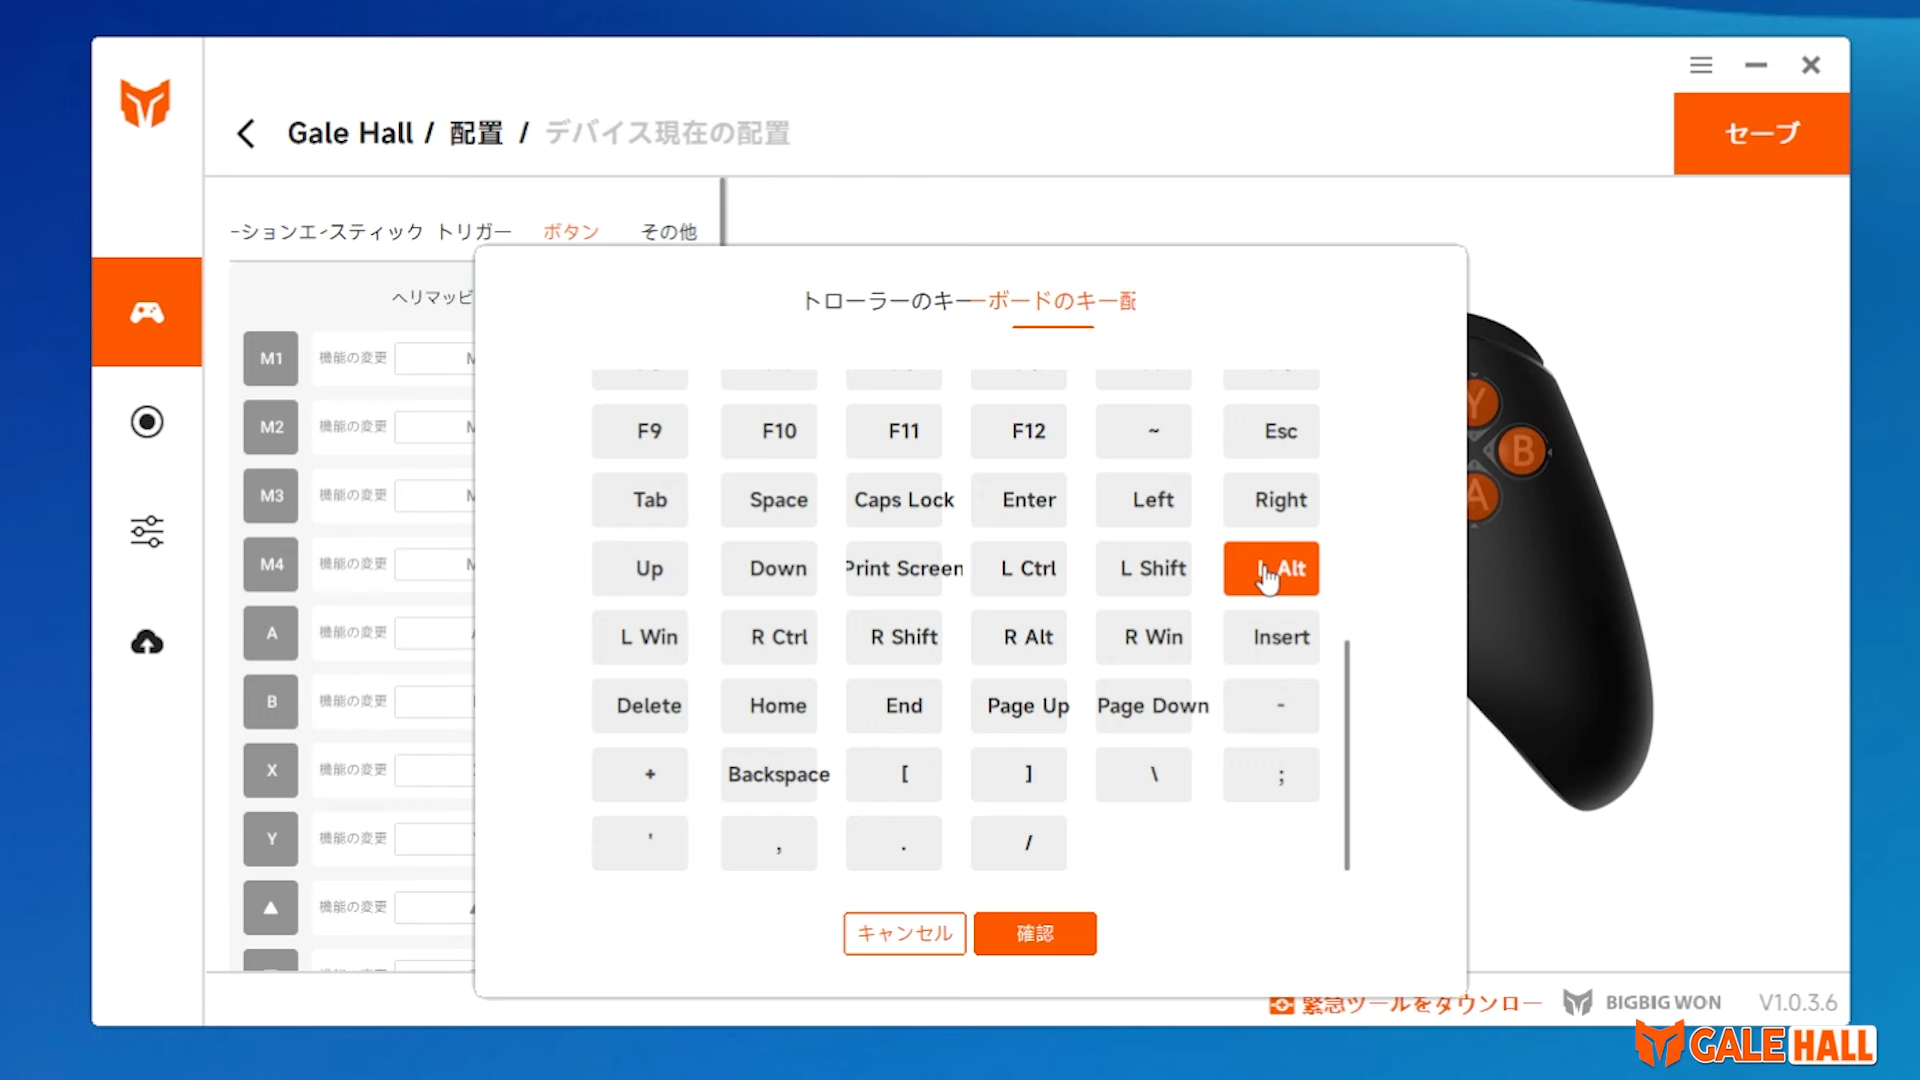 Gale Hall / 配置 / デバイス現在の配置
セーブ
ーションエ スティック トリガー ボタン その他
ヘリマッピ
トローラーのキー ーボードのキー配
M1 機能の変更
M2 機能の変更
M3 機能の変更
M4 機能の変更
A 機能の変更
B 機能の変更
X 機能の変更
Y 機能の変更
▲ 機能の変更
F9 F10 F11 F12 ~ Esc
Tab Space Caps Lock Enter Left Right
Up Down Print Screen L Ctrl L Shift L Alt
L Win R Ctrl R Shift R Alt R Win Insert
Delete Home End Page Up Page Down -
+ Backspace [ ] \ ;
' , . /
キャンセル 確認
Y
B
A
緊急ツールをダウンロー BIGBIG WON V1.0.3.6
GALE HALL